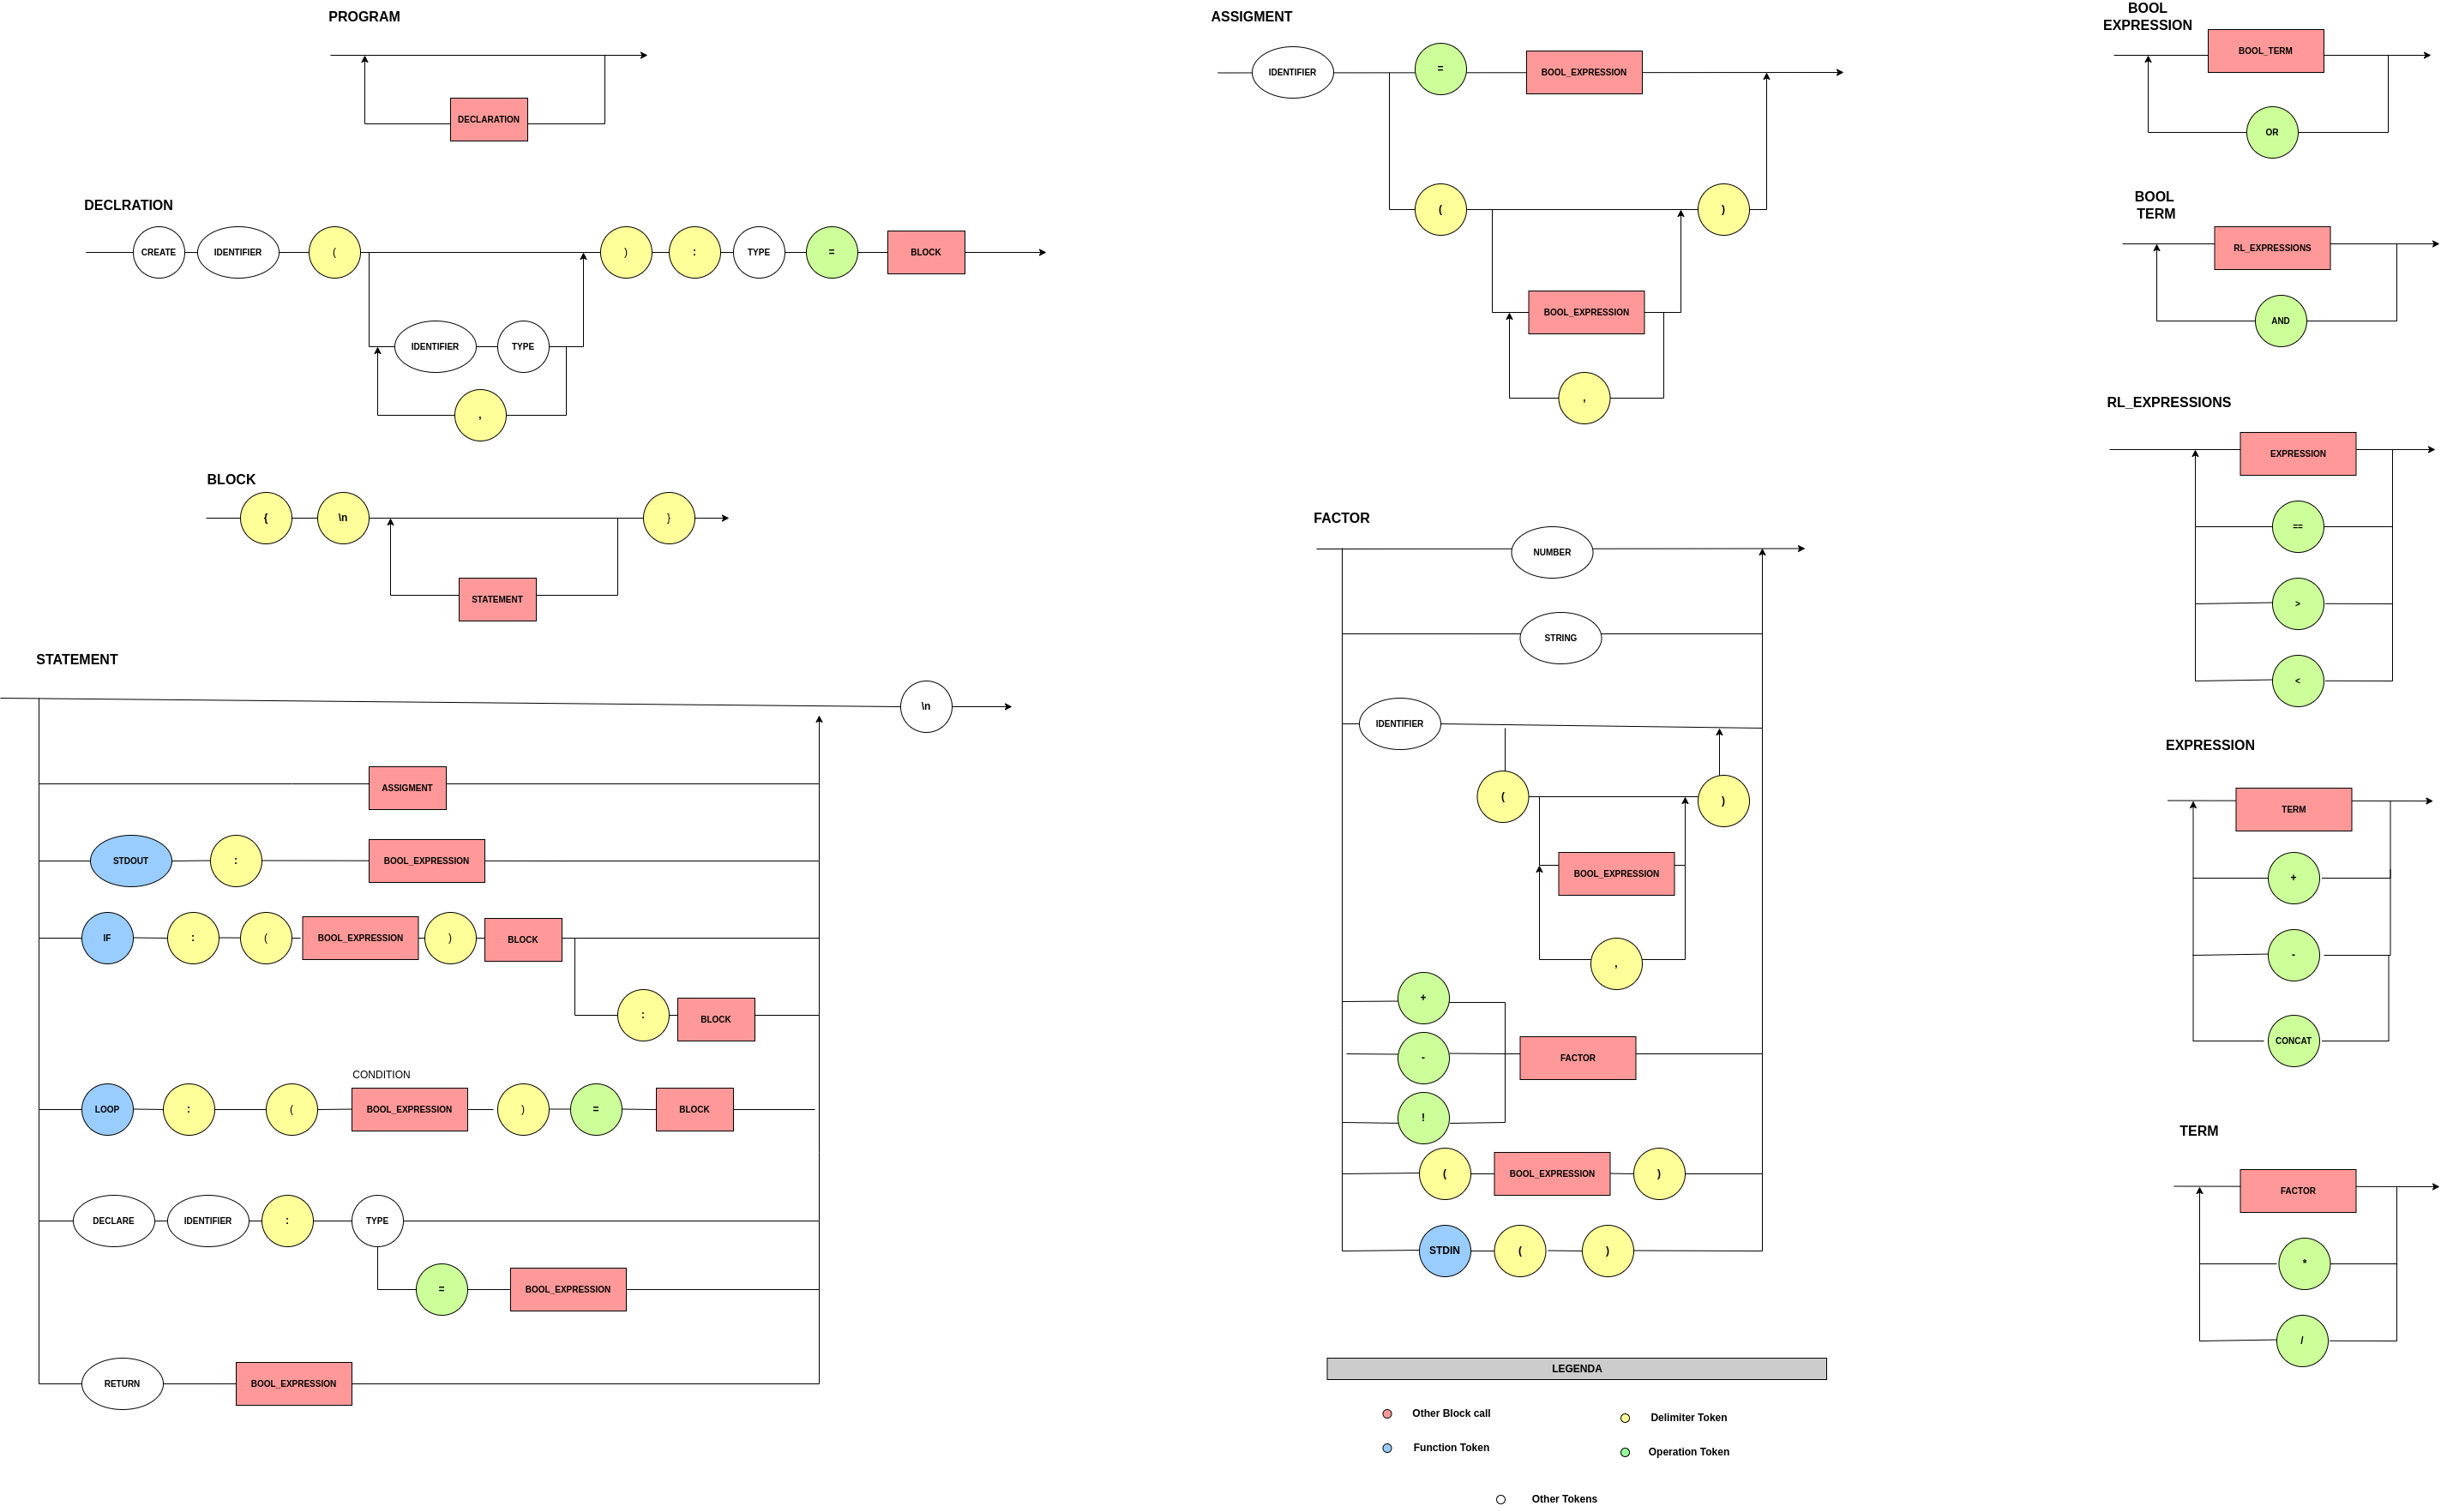 PROGRAM
DECLARATION
DECLRATION
CREATE
IDENTIFIER
(
)
:
TYPE
=
BLOCK
IDENTIFIER
TYPE
,
BLOCK
{
\n
}
STATEMENT
STATEMENT
\n
ASSIGMENT
STDOUT
:
BOOL_EXPRESSION
IF
:
(
BOOL_EXPRESSION
)
BLOCK
:
BLOCK
CONDITION
LOOP
:
(
BOOL_EXPRESSION
)
=
BLOCK
DECLARE
IDENTIFIER
:
TYPE
=
BOOL_EXPRESSION
RETURN
BOOL_EXPRESSION
ASSIGMENT
IDENTIFIER
=
BOOL_EXPRESSION
(
)
BOOL_EXPRESSION
,
FACTOR
NUMBER
STRING
IDENTIFIER
(
)
BOOL_EXPRESSION
,
+
-
FACTOR
!
(
BOOL_EXPRESSION
)
STDIN
(
)
LEGENDA
Other Block call
Delimiter Token
Function Token
Operation Token
Other Tokens
BOOL
EXPRESSION
BOOL_TERM
OR
BOOL
TERM
RL_EXPRESSIONS
AND
RL_EXPRESSIONS
EXPRESSION
==
>
<
EXPRESSION
TERM
+
-
CONCAT
TERM
FACTOR
*
/